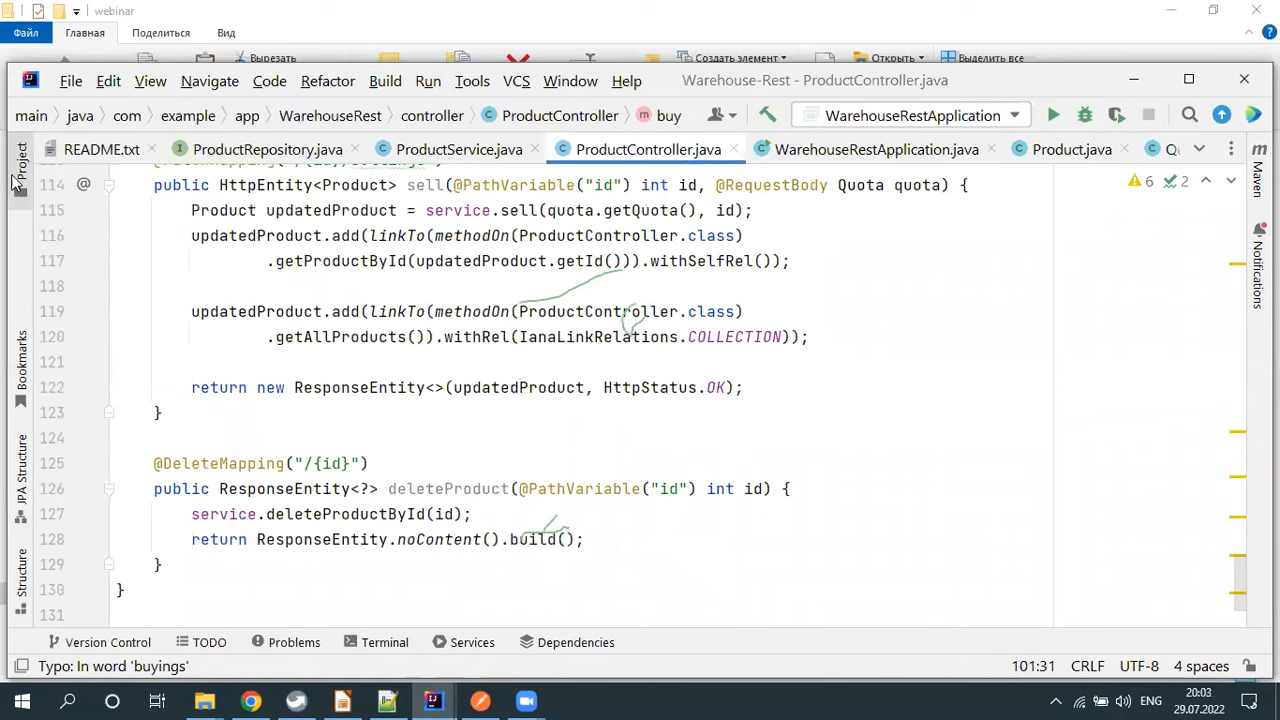 webinar
Файл Главная Поделиться Вид
Вырезать Создать элемент Открыть Выделить все
File Edit View Navigate Code Refactor Build Run Tools VCS Window Help Warehouse-Rest - ProductController.java
main java com example app WarehouseRest controller ProductController buy WarehouseRestApplication
README.txt ProductRepository.java ProductService.java ProductController.java WarehouseRestApplication.java Product.java Q
Project
Bookmarks
JPA Structure
Structure
Maven
Notifications
6 2
114 public HttpEntity<Product> sell(@PathVariable("id") int id, @RequestBody Quota quota) {
115 Product updatedProduct = service.sell(quota.getQuota(), id);
116 updatedProduct.add(linkTo(methodOn(ProductController.class)
117 .getProductById(updatedProduct.getId())).withSelfRel());
118
119 updatedProduct.add(linkTo(methodOn(ProductController.class)
120 .getAllProducts()).withRel(IanaLinkRelations.COLLECTION));
121
122 return new ResponseEntity<>(updatedProduct, HttpStatus.OK);
123 }
124
125 @DeleteMapping("/{id}")
126 public ResponseEntity<?> deleteProduct(@PathVariable("id") int id) {
127 service.deleteProductById(id);
128 return ResponseEntity.noContent().build();
129 }
130 }
131
Version Control TODO Problems Terminal Services Dependencies
Typo: In word 'buyings' 101:31 CRLF UTF-8 4 spaces
ENG 20:03
29.07.2022